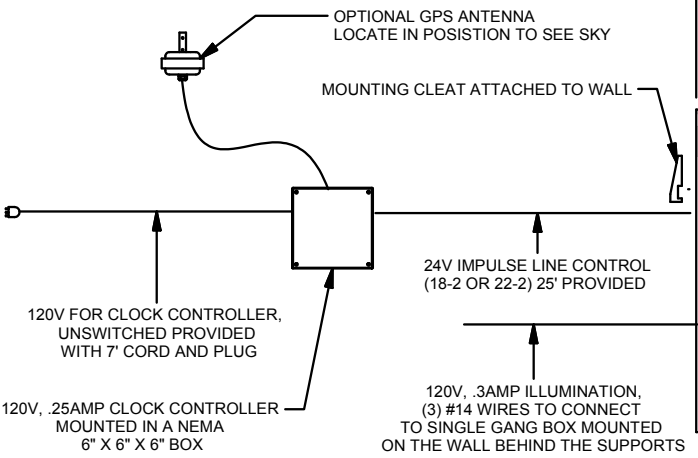 OPTIONAL GPS ANTENNA
LOCATE IN POSISTION TO SEE SKY
MOUNTING CLEAT ATTACHED TO WALL
24V IMPULSE LINE CONTROL
(18-2 OR 22-2) 25' PROVIDED
120V FOR CLOCK CONTROLLER,
UNSWITCHED PROVIDED
WITH 7' CORD AND PLUG
120V, .25AMP CLOCK CONTROLLER
MOUNTED IN A NEMA
6" X 6" X 6" BOX
120V, .3AMP ILLUMINATION,
(3) #14 WIRES TO CONNECT
TO SINGLE GANG BOX MOUNTED
ON THE WALL BEHIND THE SUPPORTS